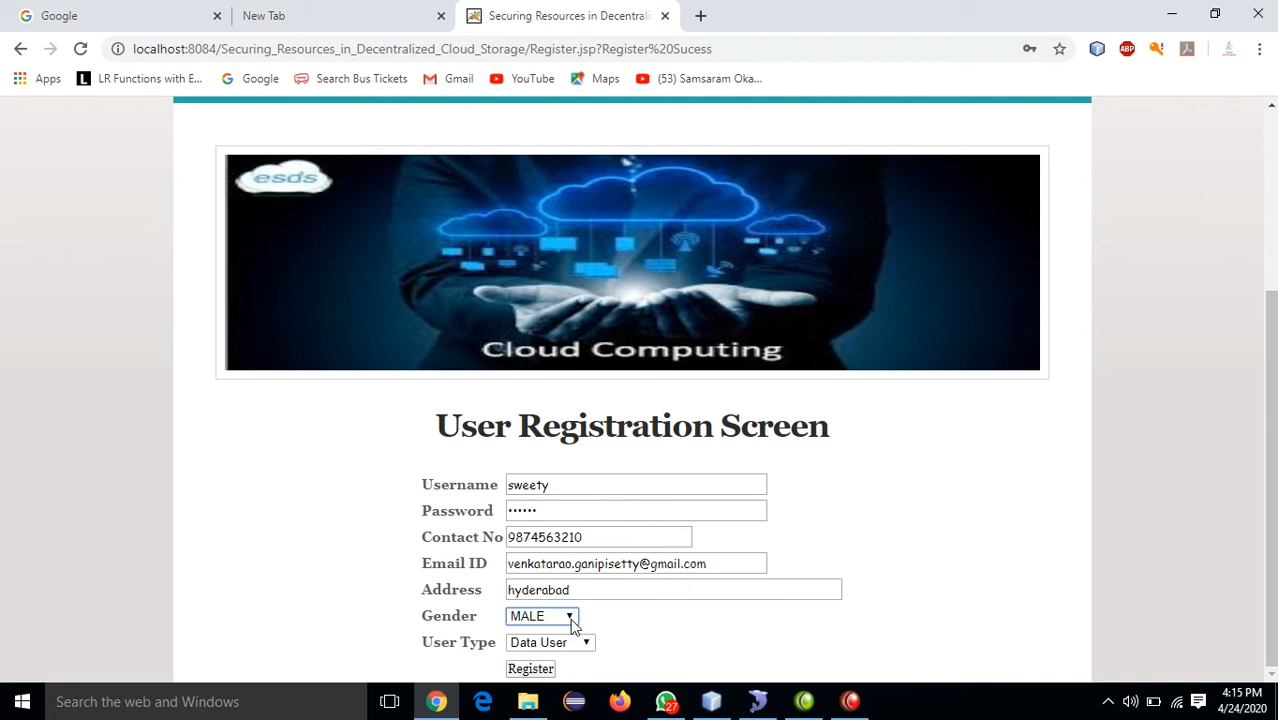 Google
New Tab
Securing Resources in Decentraliz
localhost:8084/Securing_Resources_in_Decentralized_Cloud_Storage/Register.jsp?Register%20Sucess
ABP
Apps LR Functions with E... Google Search Bus Tickets Gmail YouTube Maps (53) Samsaram Oka...
esds
Cloud Computing
User Registration Screen
Username sweety
Password ••••••
Contact No 9874563210
Email ID venkatarao.ganipisetty@gmail.com
Address hyderabad
Gender MALE
User Type Data User
Register
Search the web and Windows
27
4:15 PM
4/24/2020